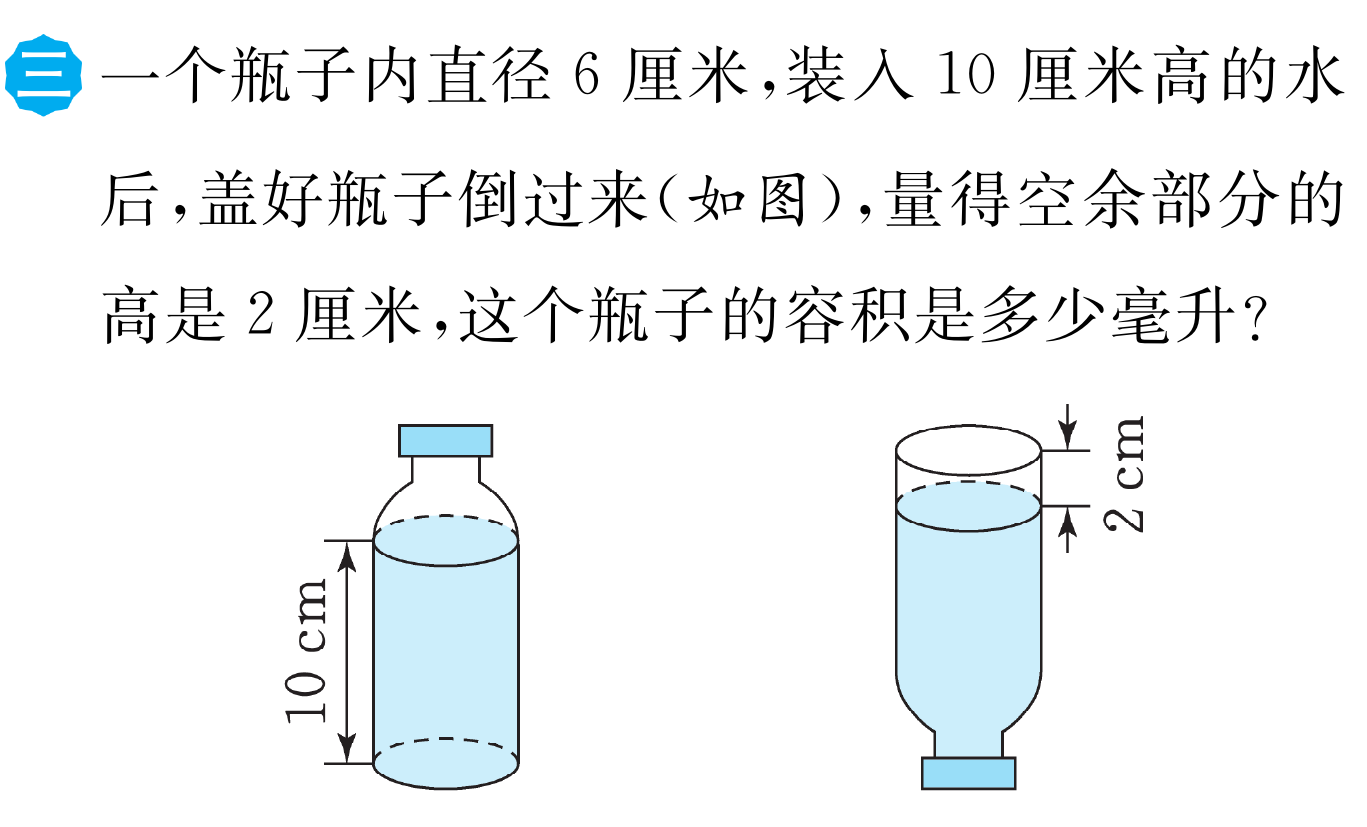 三 一个瓶子内直径 6 厘米,装入 10 厘米高的水
后,盖好瓶子倒过来(如图),量得空余部分的
高是 2 厘米,这个瓶子的容积是多少毫升?
10 cm
2 cm